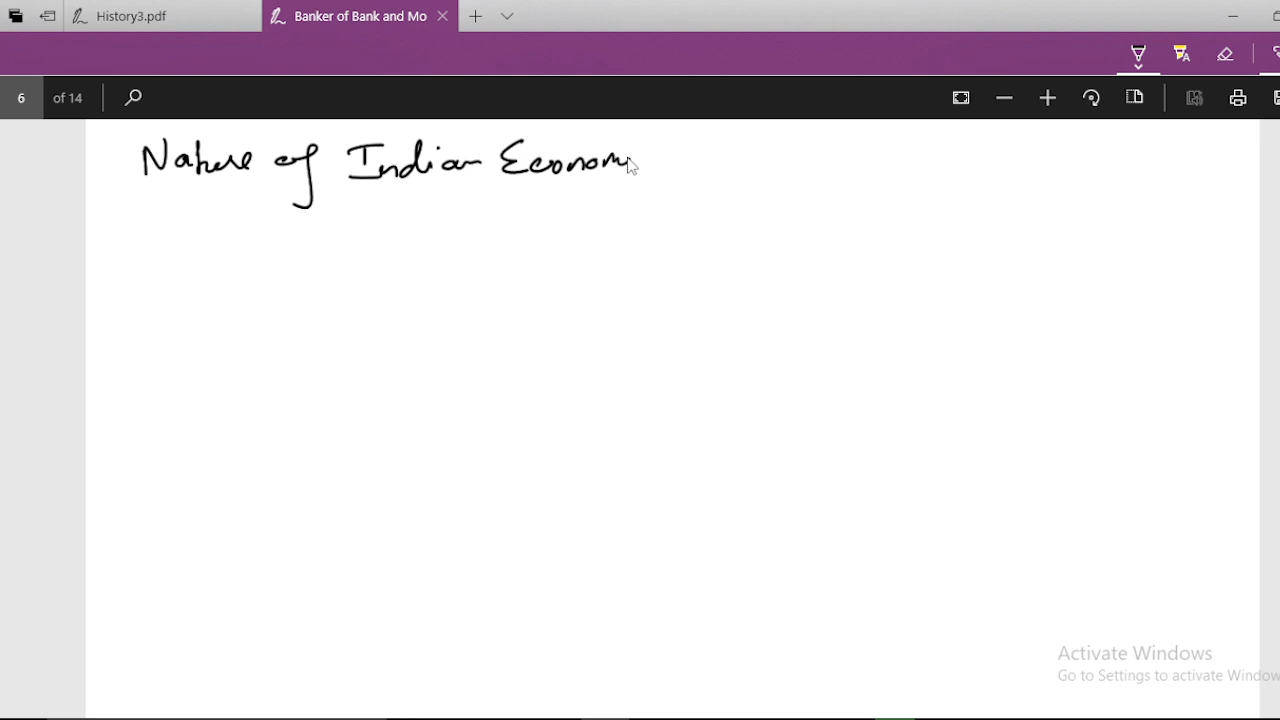 History3.pdf
Banker of Bank and Mo
6 of 14
Nature of Indian Econom
Activate Windows
Go to Settings to activate Window